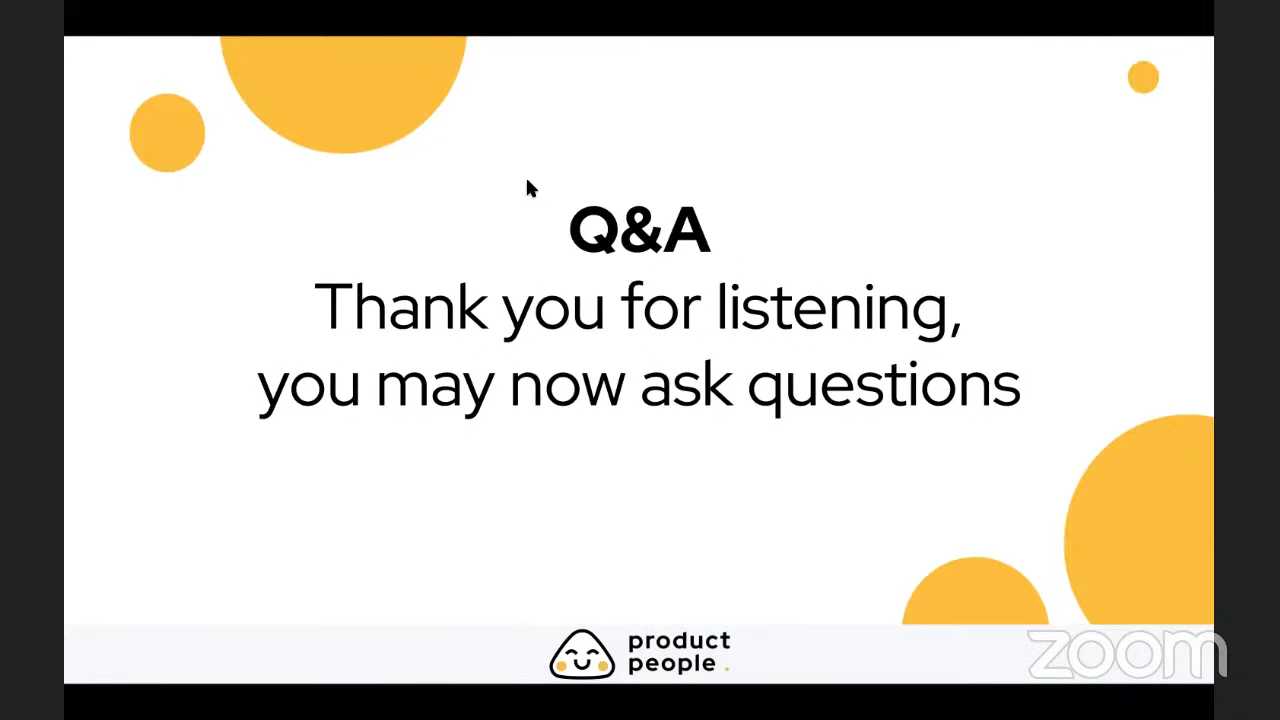 Q&A
Thank you for listening,
you may now ask questions
product
people.
zoom